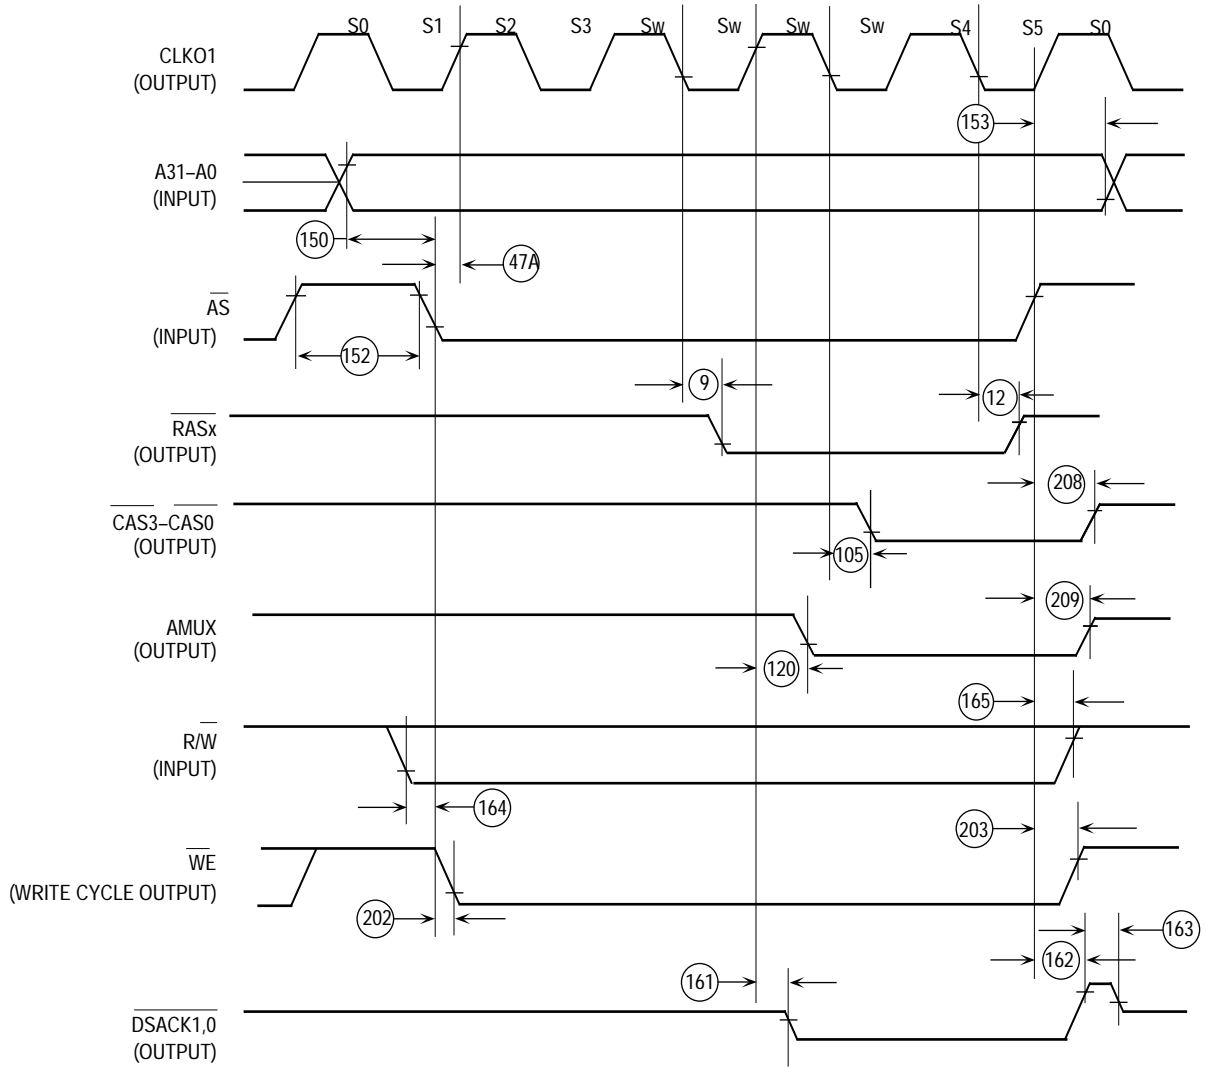 S0 S1 S2 S3 Sw Sw Sw Sw S4 S5 S0
CLKO1
(OUTPUT)
153
A31–A0
(INPUT)
150
47A
AS
(INPUT)
152
9
12
RASx
(OUTPUT)
208
CAS3–CAS0
(OUTPUT)
105
209
AMUX
(OUTPUT)
120
165
R/W
(INPUT)
164
203
WE
(WRITE CYCLE OUTPUT)
202
163
162
161
DSACK1,0
(OUTPUT)